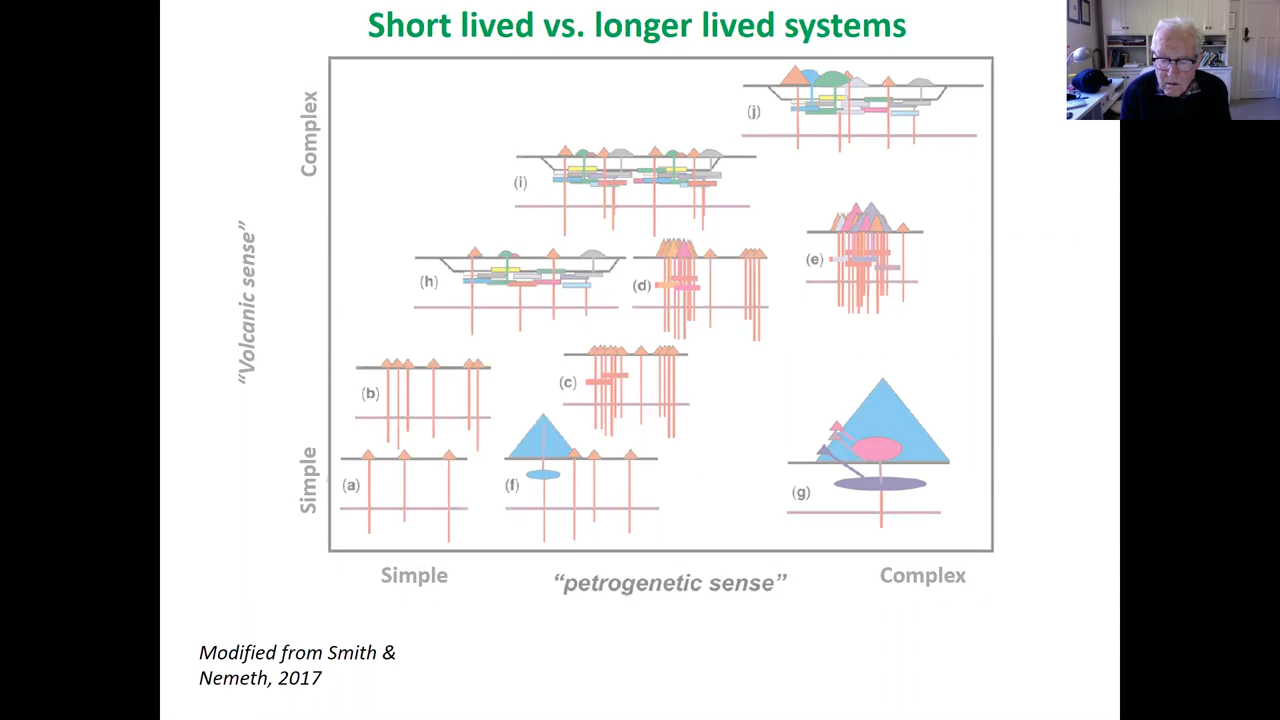 Short lived vs. longer lived systems
Complex
"Volcanic sense"
Simple
(j)
(i)
(e)
(h)
(d)
(b)
(c)
(a)
(f)
(g)
Simple
"petrogenetic sense"
Complex
Modified from Smith &
Nemeth, 2017